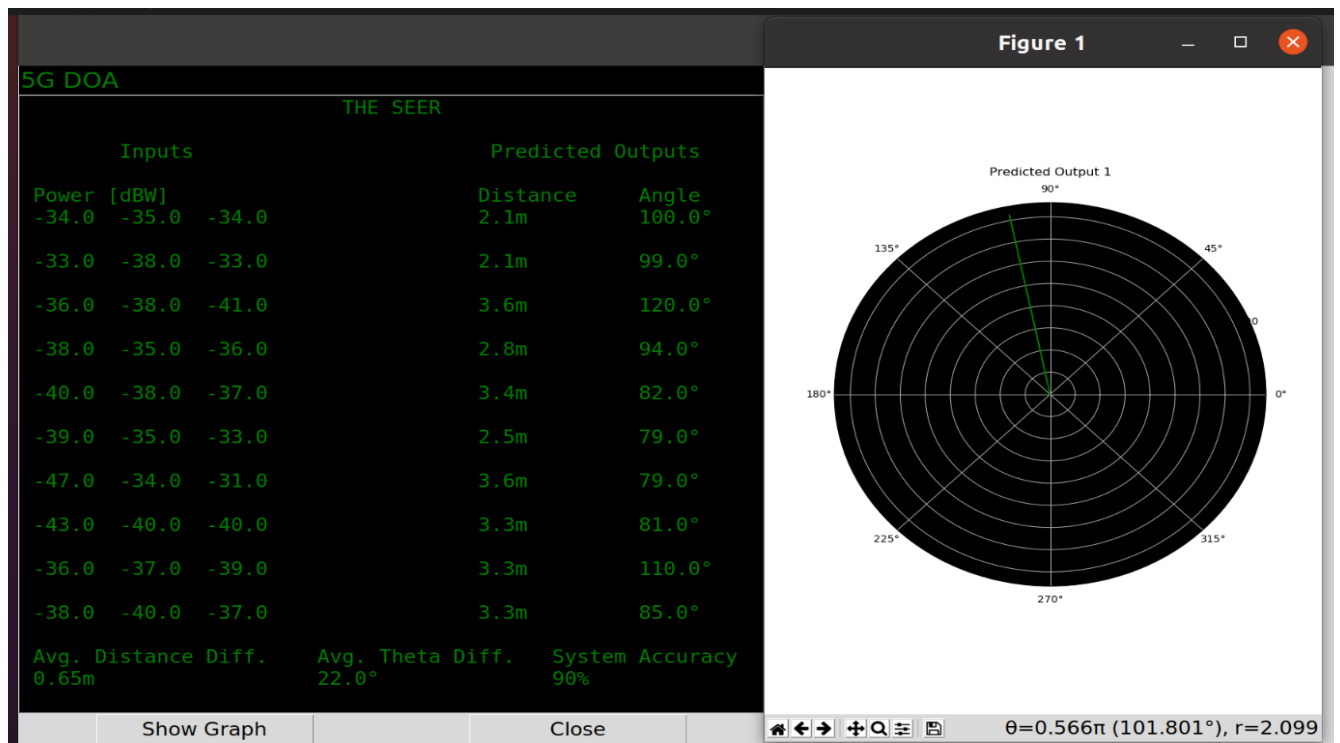 5G DOA
THE SEER
Inputs Predicted Outputs
Power [dBW] Distance Angle
-34.0 -35.0 -34.0 2.1m 100.0°
-33.0 -38.0 -33.0 2.1m 99.0°
-36.0 -38.0 -41.0 3.6m 120.0°
-38.0 -35.0 -36.0 2.8m 94.0°
-40.0 -38.0 -37.0 3.4m 82.0°
-39.0 -35.0 -33.0 2.5m 79.0°
-47.0 -34.0 -31.0 3.6m 79.0°
-43.0 -40.0 -40.0 3.3m 81.0°
-36.0 -37.0 -39.0 3.3m 110.0°
-38.0 -40.0 -37.0 3.3m 85.0°
Avg. Distance Diff. Avg. Theta Diff. System Accuracy
0.65m 22.0° 90%
Show Graph Close
Figure 1
Predicted Output 1
90°
135° 45°
180° 0°
225° 315°
270°
θ=0.566π (101.801°), r=2.099